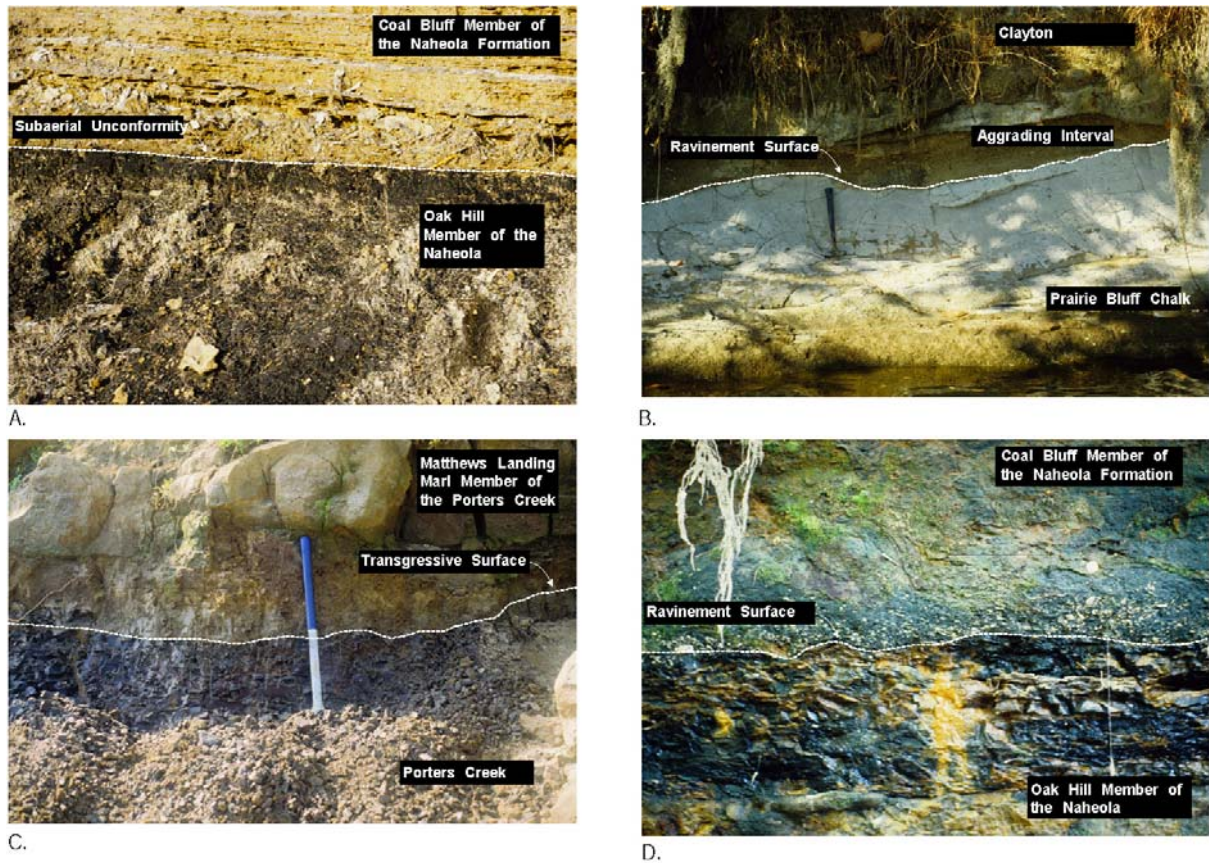 Coal Bluff Member of
the Naheola Formation
Subaerial Unconformity
Oak Hill
Member of the
Naheola
A.
Clayton
Aggrading Interval
Ravinement Surface
Prairie Bluff Chalk
B.
Matthews Landing
Marl Member of
the Porters Creek
Transgressive Surface
Porters Creek
C.
Coal Bluff Member of
the Naheola Formation
Ravinement Surface
Oak Hill Member of
the Naheola
D.